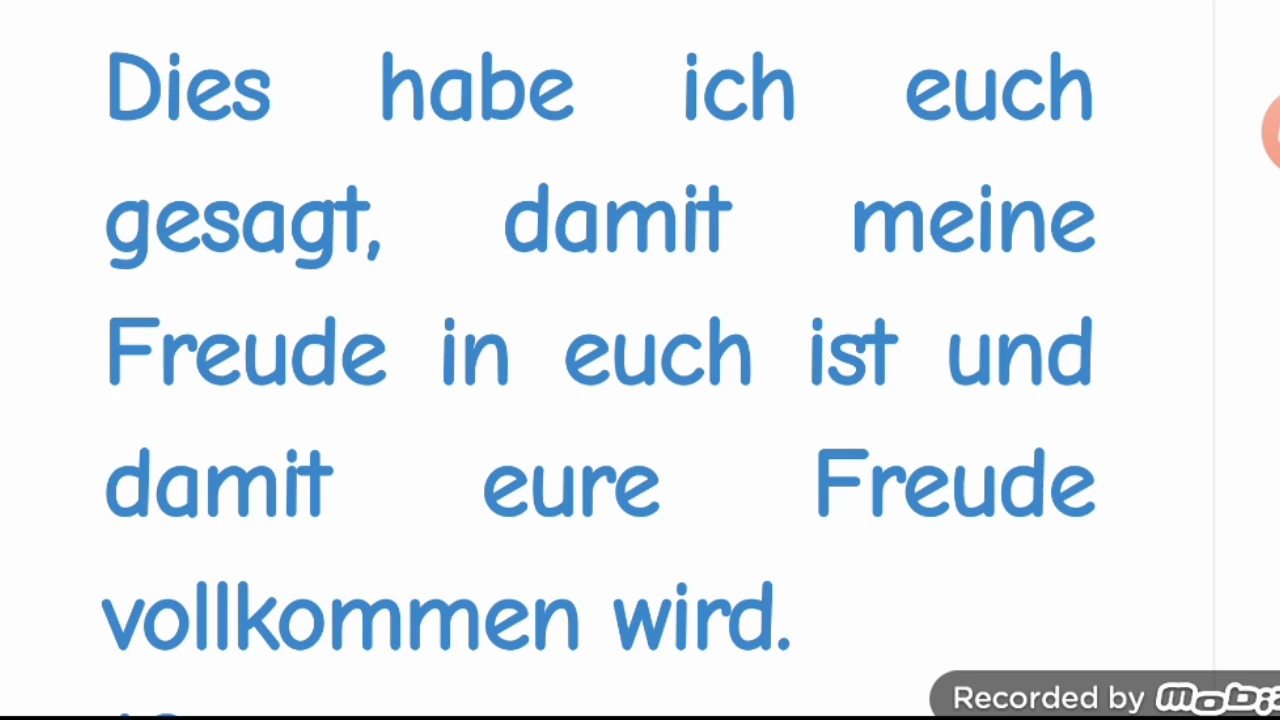 Dies habe ich euch
gesagt, damit meine
Freude in euch ist und
damit eure Freude
vollkommen wird.
Recorded by